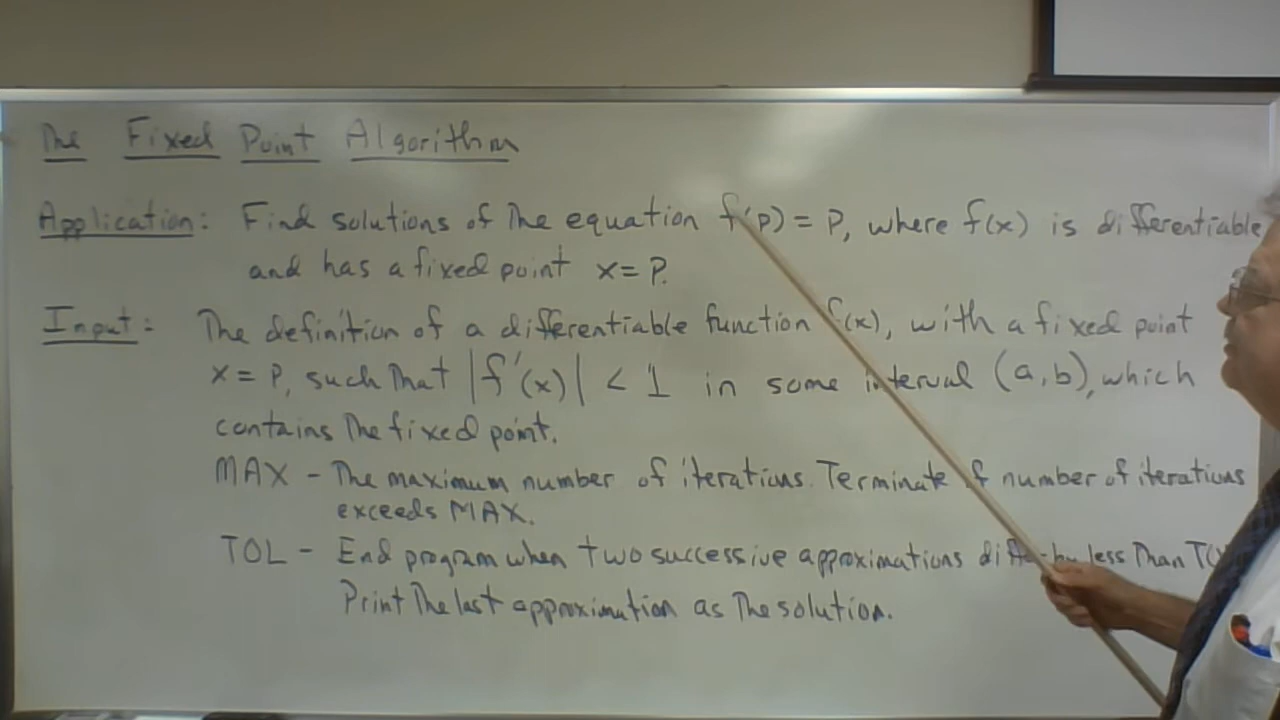 The Fixed Point Algorithm
Application: Find solutions of the equation f(p) = P, where f(x) is differentiable
and has a fixed point x = P.
Input: The definition of a differentiable function f(x), with a fixed point
x = P, such that |f'(x)| < 1 in some interval (a,b), which
contains the fixed point.
MAX - The maximum number of iterations. Terminate if number of iterations
exceeds MAX.
TOL - End program when two successive approximations differ by less than
Print the last approximation as the solution.